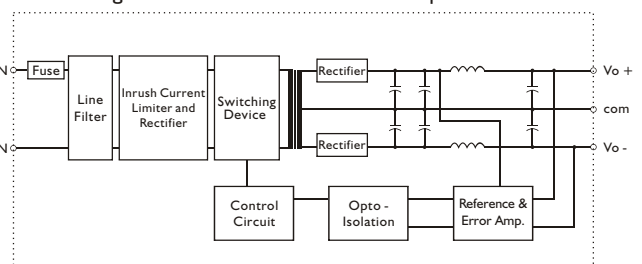 N
Fuse
Line
Filter
Inrush Current
Limiter and
Rectifier
Switching
Device
Rectifier
Vo +
com
N
Rectifier
Vo -
Control
Circuit
Opto -
Isolation
Reference &
Error Amp.